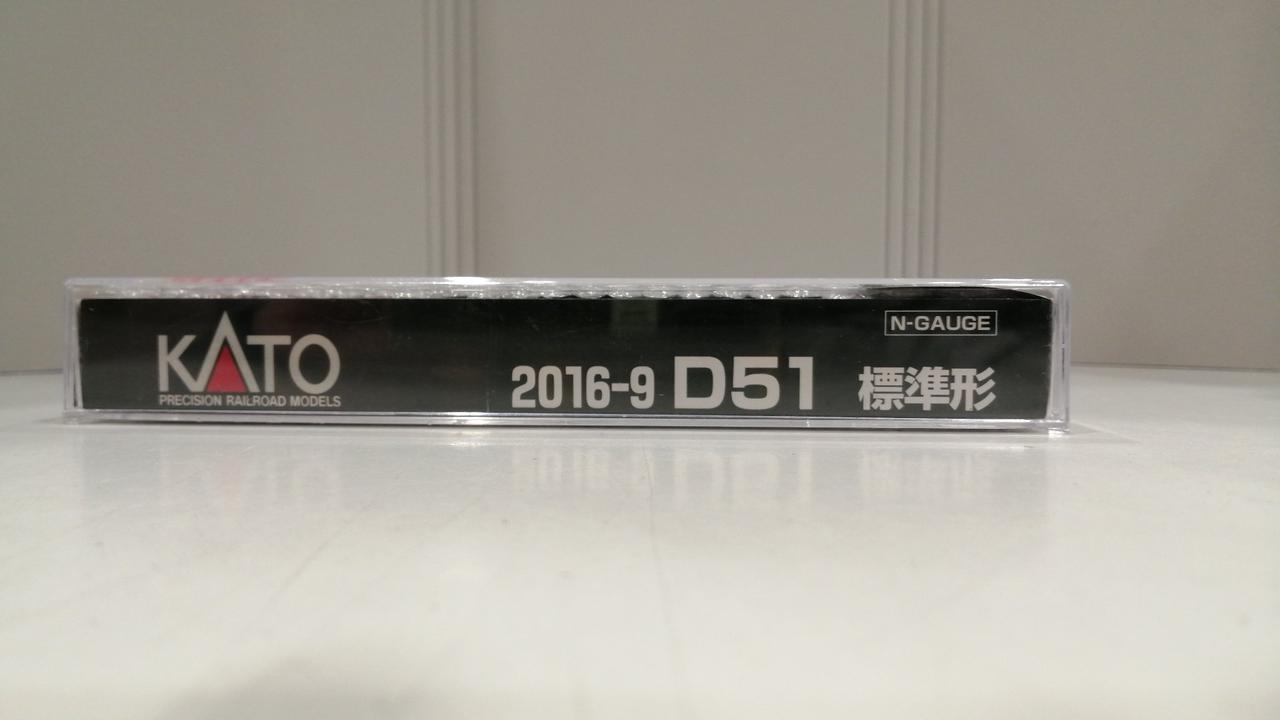 KATO
PRECISION RAILROAD MODELS
N-GAUGE
2016-9 D51 標準形